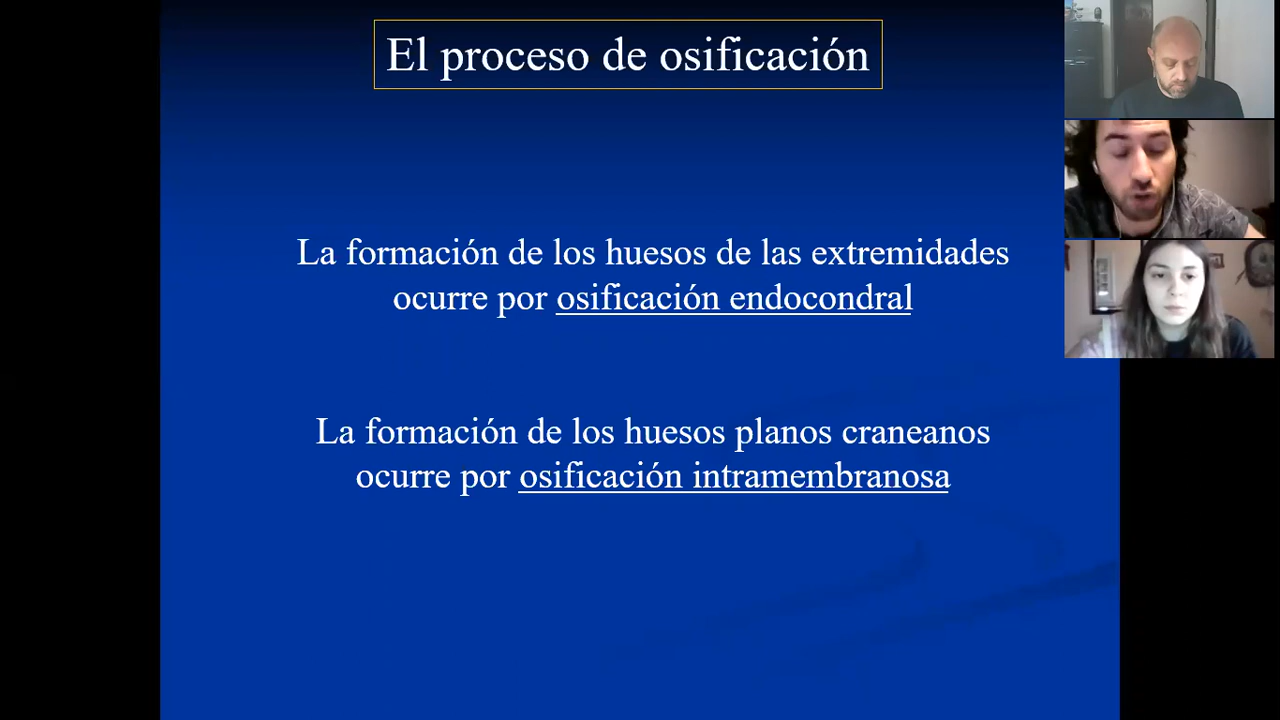 El proceso de osificación
La formación de los huesos de las extremidades
ocurre por osificación endocondral
La formación de los huesos planos craneanos
ocurre por osificación intramembranosa